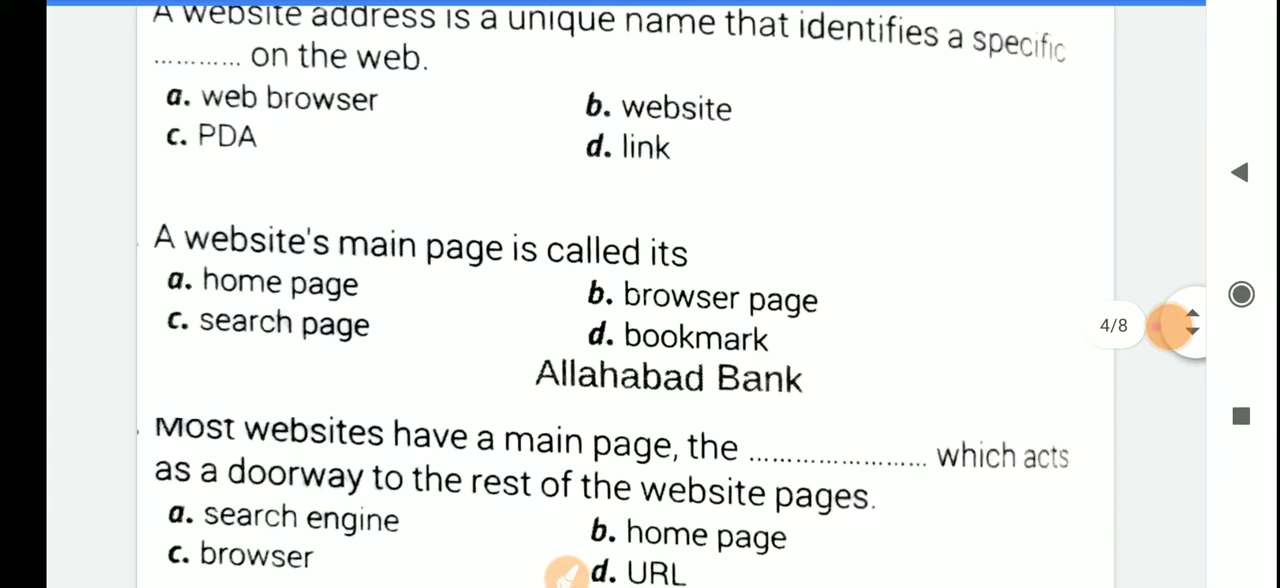 A website address is a unique name that identifies a specific
............ on the web.
a. web browser
b. website
c. PDA
d. link
A website's main page is called its
a. home page
b. browser page
c. search page
d. bookmark
Allahabad Bank
Most websites have a main page, the ....................... which acts
as a doorway to the rest of the website pages.
a. search engine
b. home page
c. browser
d. URL
4/8